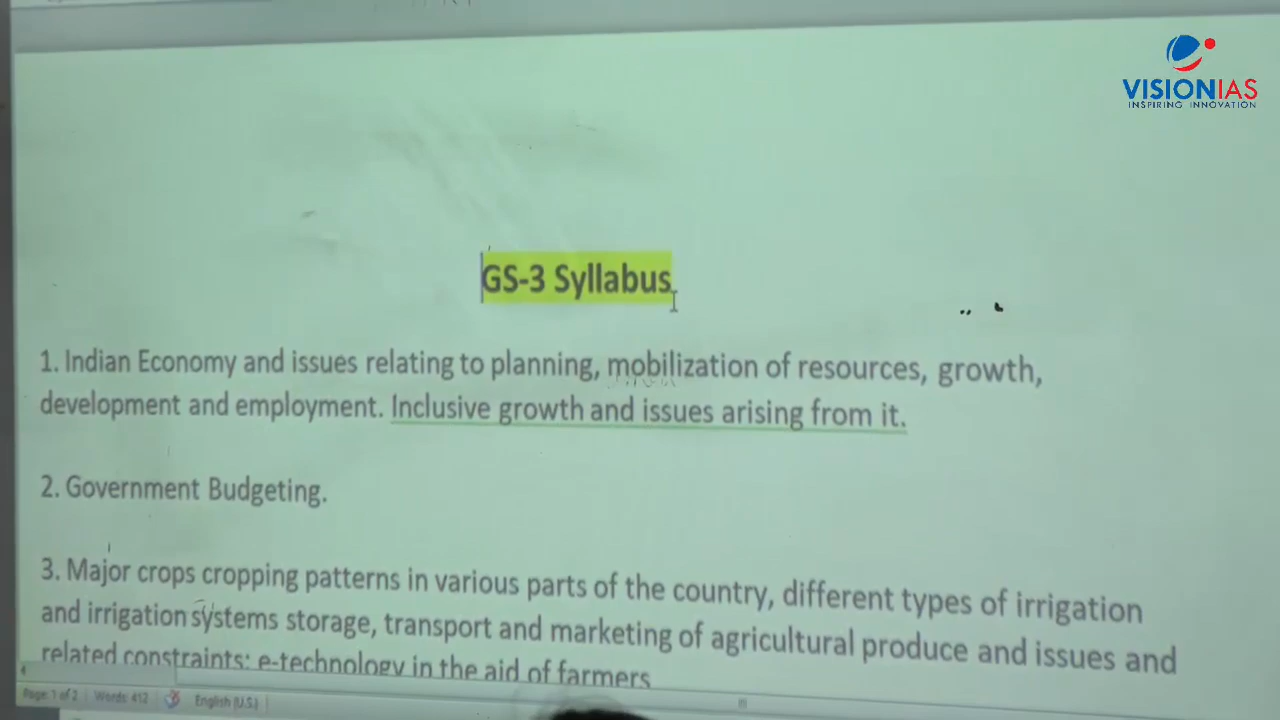 VISIONIAS
INSPIRING INNOVATION
GS-3 Syllabus
1. Indian Economy and issues relating to planning, mobilization of resources, growth,
development and employment. Inclusive growth and issues arising from it.
2. Government Budgeting.
3. Major crops cropping patterns in various parts of the country, different types of irrigation
and irrigation systems storage, transport and marketing of agricultural produce and issues and
related constraints; e-technology in the aid of farmers
Page: 1 of 2 Words: 412 English (U.S.)